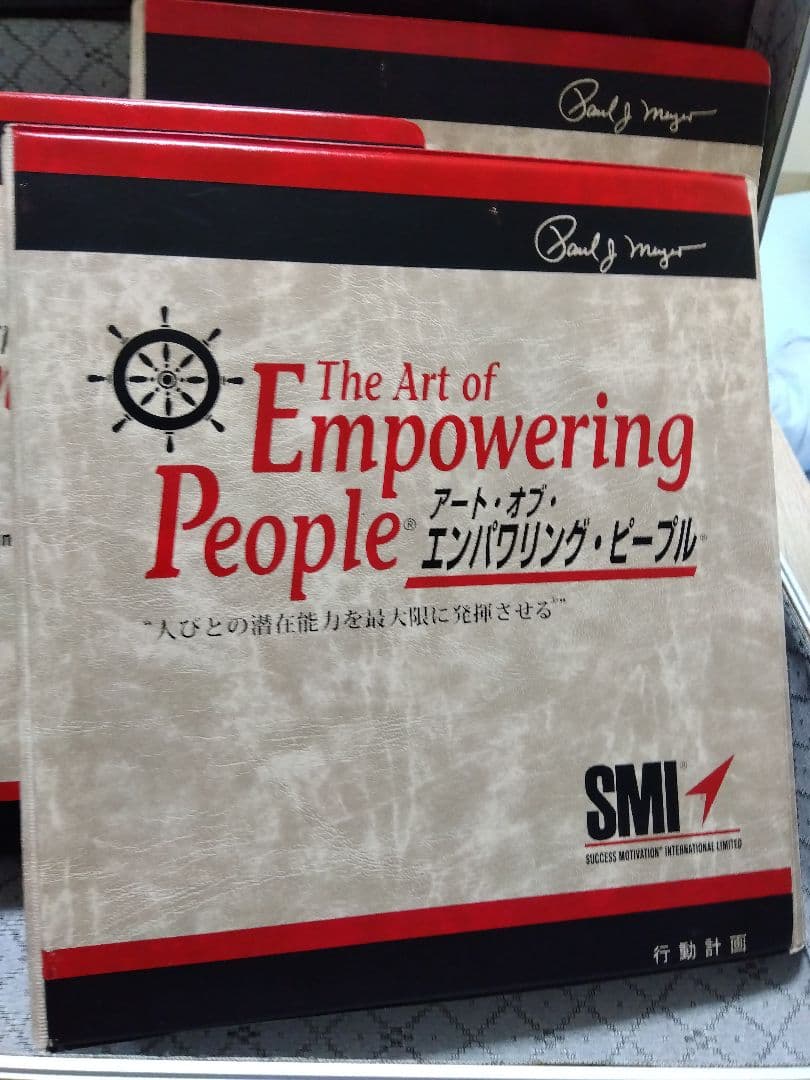 Paul J. Meyer
Paul J. Meyer
The Art of
Empowering
People®
アート・オブ・
エンパワリング・ピープル®
“人びとの潜在能力を最大限に発揮させる”
SMI®
SUCCESS MOTIVATION® INTERNATIONAL LIMITED
行動計画